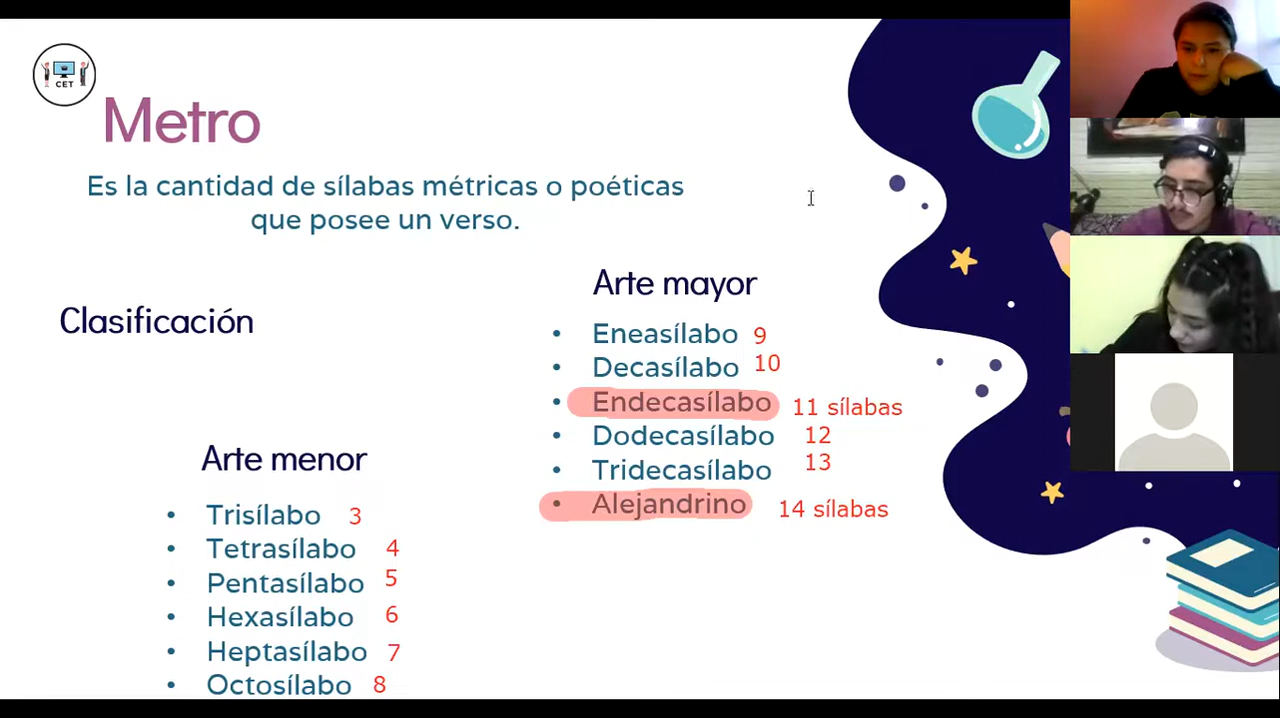 CET
Metro
Es la cantidad de sílabas métricas o poéticas
que posee un verso.
Clasificación
Arte mayor
• Eneasílabo 9
• Decasílabo 10
• Endecasílabo 11 sílabas
• Dodecasílabo 12
• Tridecasílabo 13
• Alejandrino 14 sílabas
Arte menor
• Trisílabo 3
• Tetrasílabo 4
• Pentasílabo 5
• Hexasílabo 6
• Heptasílabo 7
• Octosílabo 8